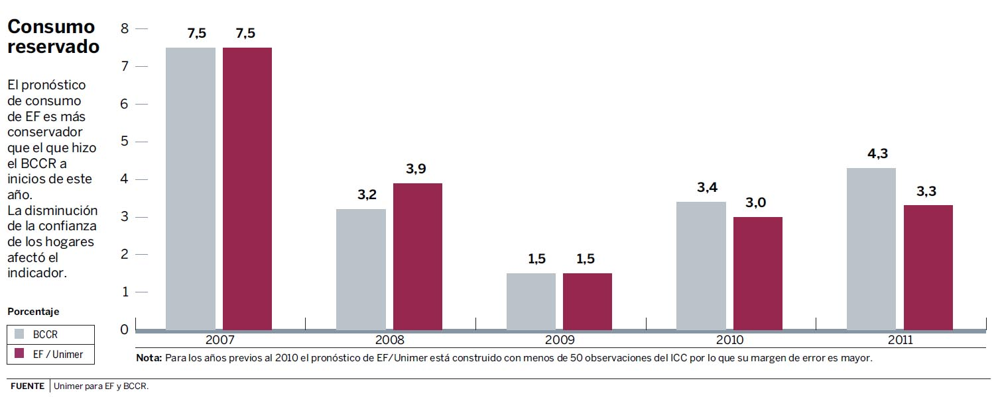 Consumo
reservado
El pronóstico
de consumo
de EF es más
conservador
que el que hizo
el BCCR a
inicios de este
año.
La disminución
de la confianza
de los hogares
afectó el
indicador.
Porcentaje
BCCR
EF / Unimer
8
7
6
5
4
3
2
1
0
7,5 7,5
3,2 3,9
1,5 1,5
3,4 3,0
4,3 3,3
2007 2008 2009 2010 2011
Nota: Para los años previos al 2010 el pronóstico de EF/Unimer está construido con menos de 50 observaciones del ICC por lo que su margen de error es mayor.
FUENTE Unimer para EF y BCCR.